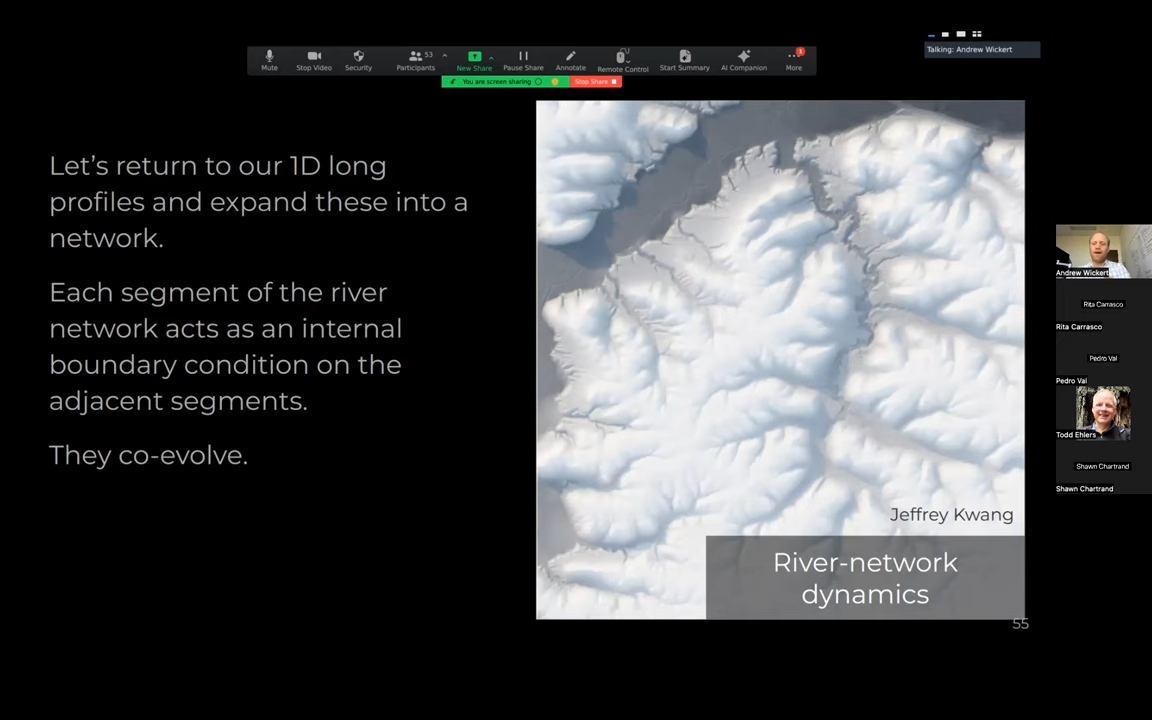 Talking: Andrew Wickert
53
1
Mute
Stop Video
Security
Participants
New Share
Pause Share
Annotate
Remote Control
Start Summary
AI Companion
More
You are screen sharing
Stop Share
Let's return to our 1D long
profiles and expand these into a
network.
Each segment of the river
network acts as an internal
boundary condition on the
adjacent segments.
They co-evolve.
Jeffrey Kwang
River-network
dynamics
55
Andrew Wickert
Rita Carrasco
Rita Carrasco
Pedro Val
Pedro Val
Todd Ehlers
Shawn Chartrand
Shawn Chartrand